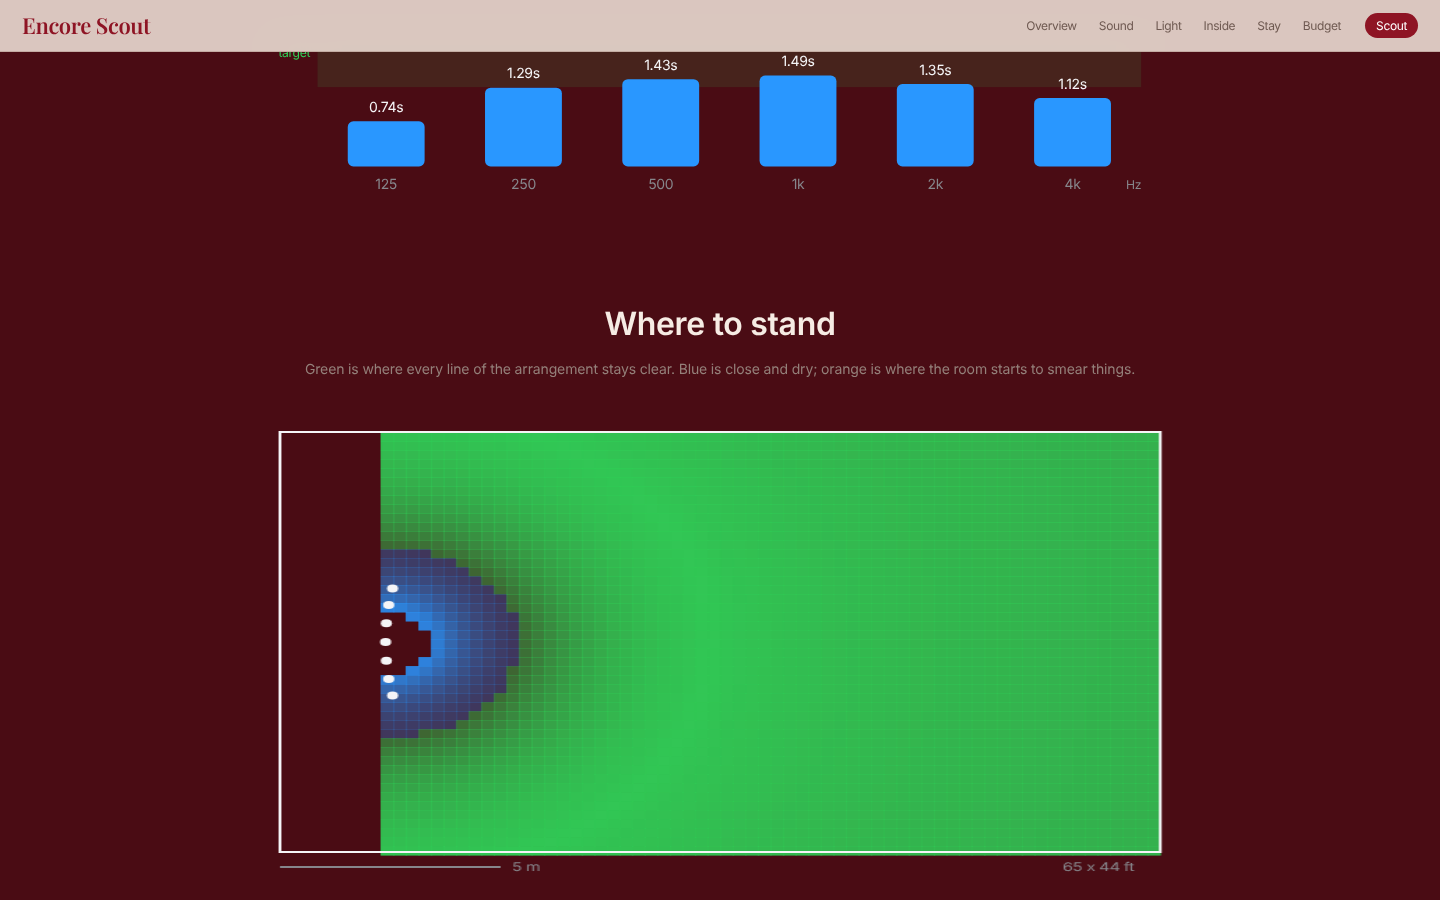 Encore Scout
Overview
Sound
Light
Inside
Stay
Budget
Scout
target
0.74s
1.29s
1.43s
1.49s
1.35s
1.12s
125
250
500
1k
2k
4k
Hz
Where to stand
Green is where every line of the arrangement stays clear. Blue is close and dry; orange is where the room starts to smear things.
5 m
65 x 44 ft